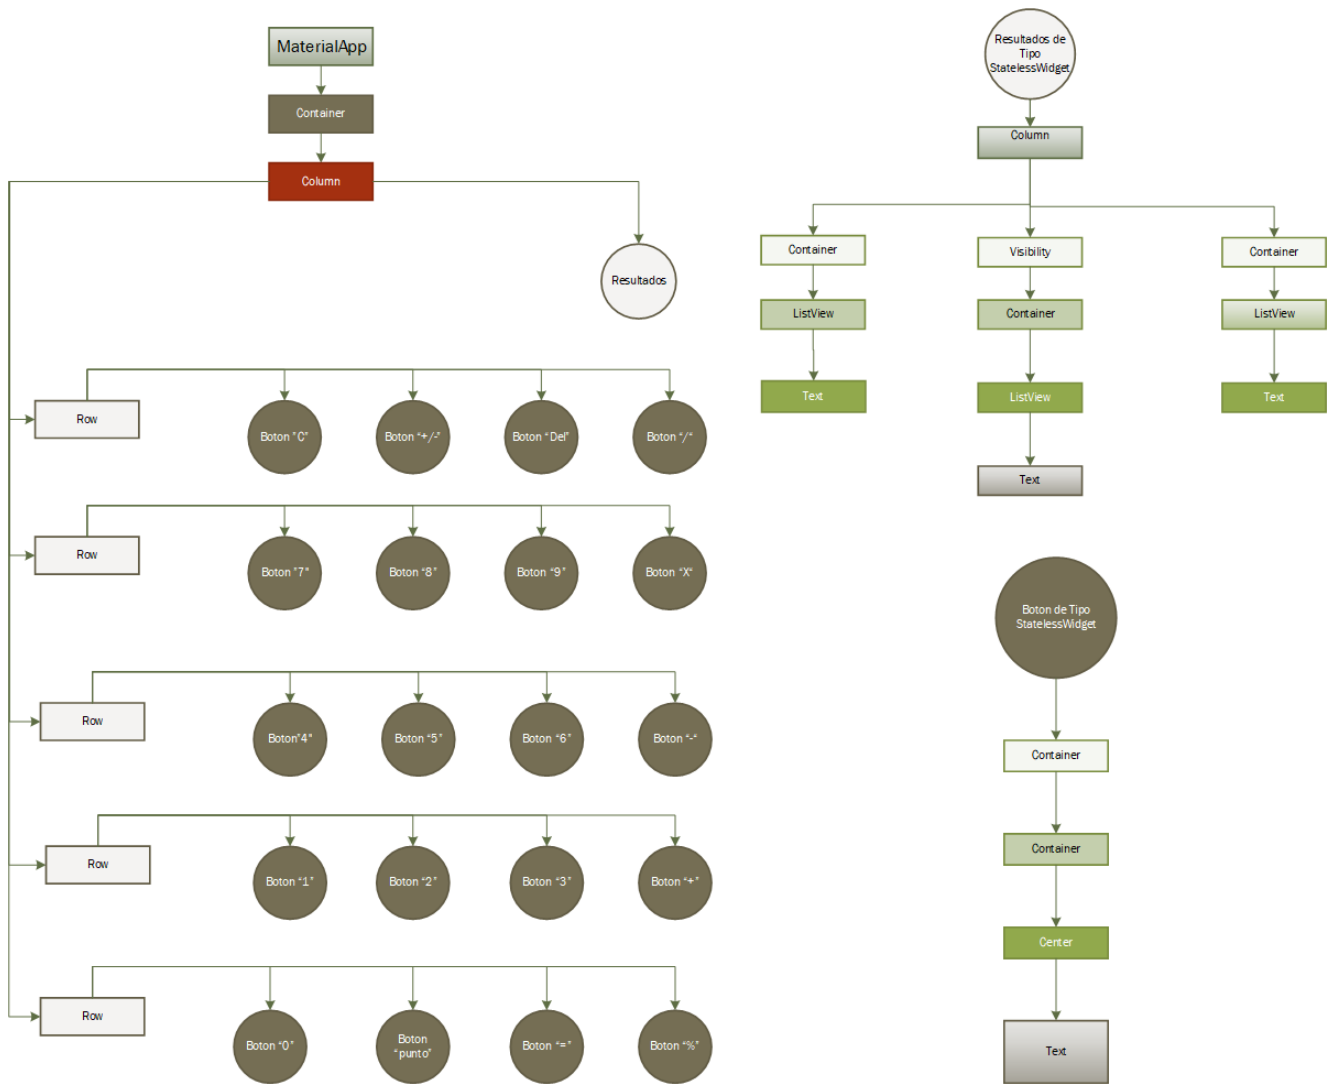 MaterialApp
Container
Column
Resultados
Row
Boton "C"
Boton "+/-"
Boton "Del"
Boton "/"
Row
Boton "7"
Boton "8"
Boton "9"
Boton "X"
Row
Boton"4"
Boton "5"
Boton "6"
Boton "-"
Row
Boton "1"
Boton "2"
Boton "3"
Boton "+"
Row
Boton "0"
Boton
"punto"
Boton "="
Boton "%"
Resultados de
Tipo
StatelessWidget
Column
Container
ListView
Text
Visibility
Container
ListView
Text
Container
ListView
Text
Boton de Tipo
StatelessWidget
Container
Container
Center
Text